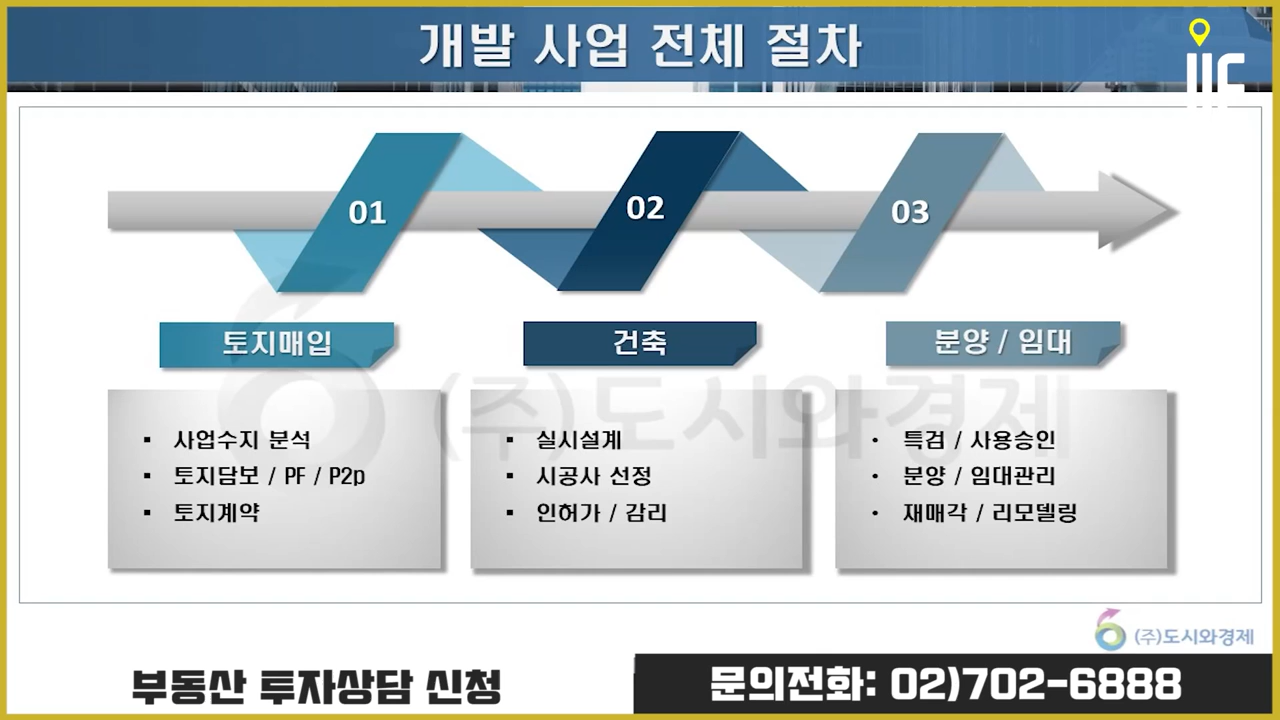 개발 사업 전체 절차
IIF
01
02
03
토지매입
건축
분양 / 임대
▪ 사업수지 분석
▪ 토지담보 / PF / P2p
▪ 토지계약
▪ 실시설계
▪ 시공사 선정
▪ 인허가 / 감리
• 특검 / 사용승인
• 분양 / 임대관리
• 재매각 / 리모델링
(주)도시와경제
(주)도시와경제
부동산 투자상담 신청
문의전화: 02)702-6888